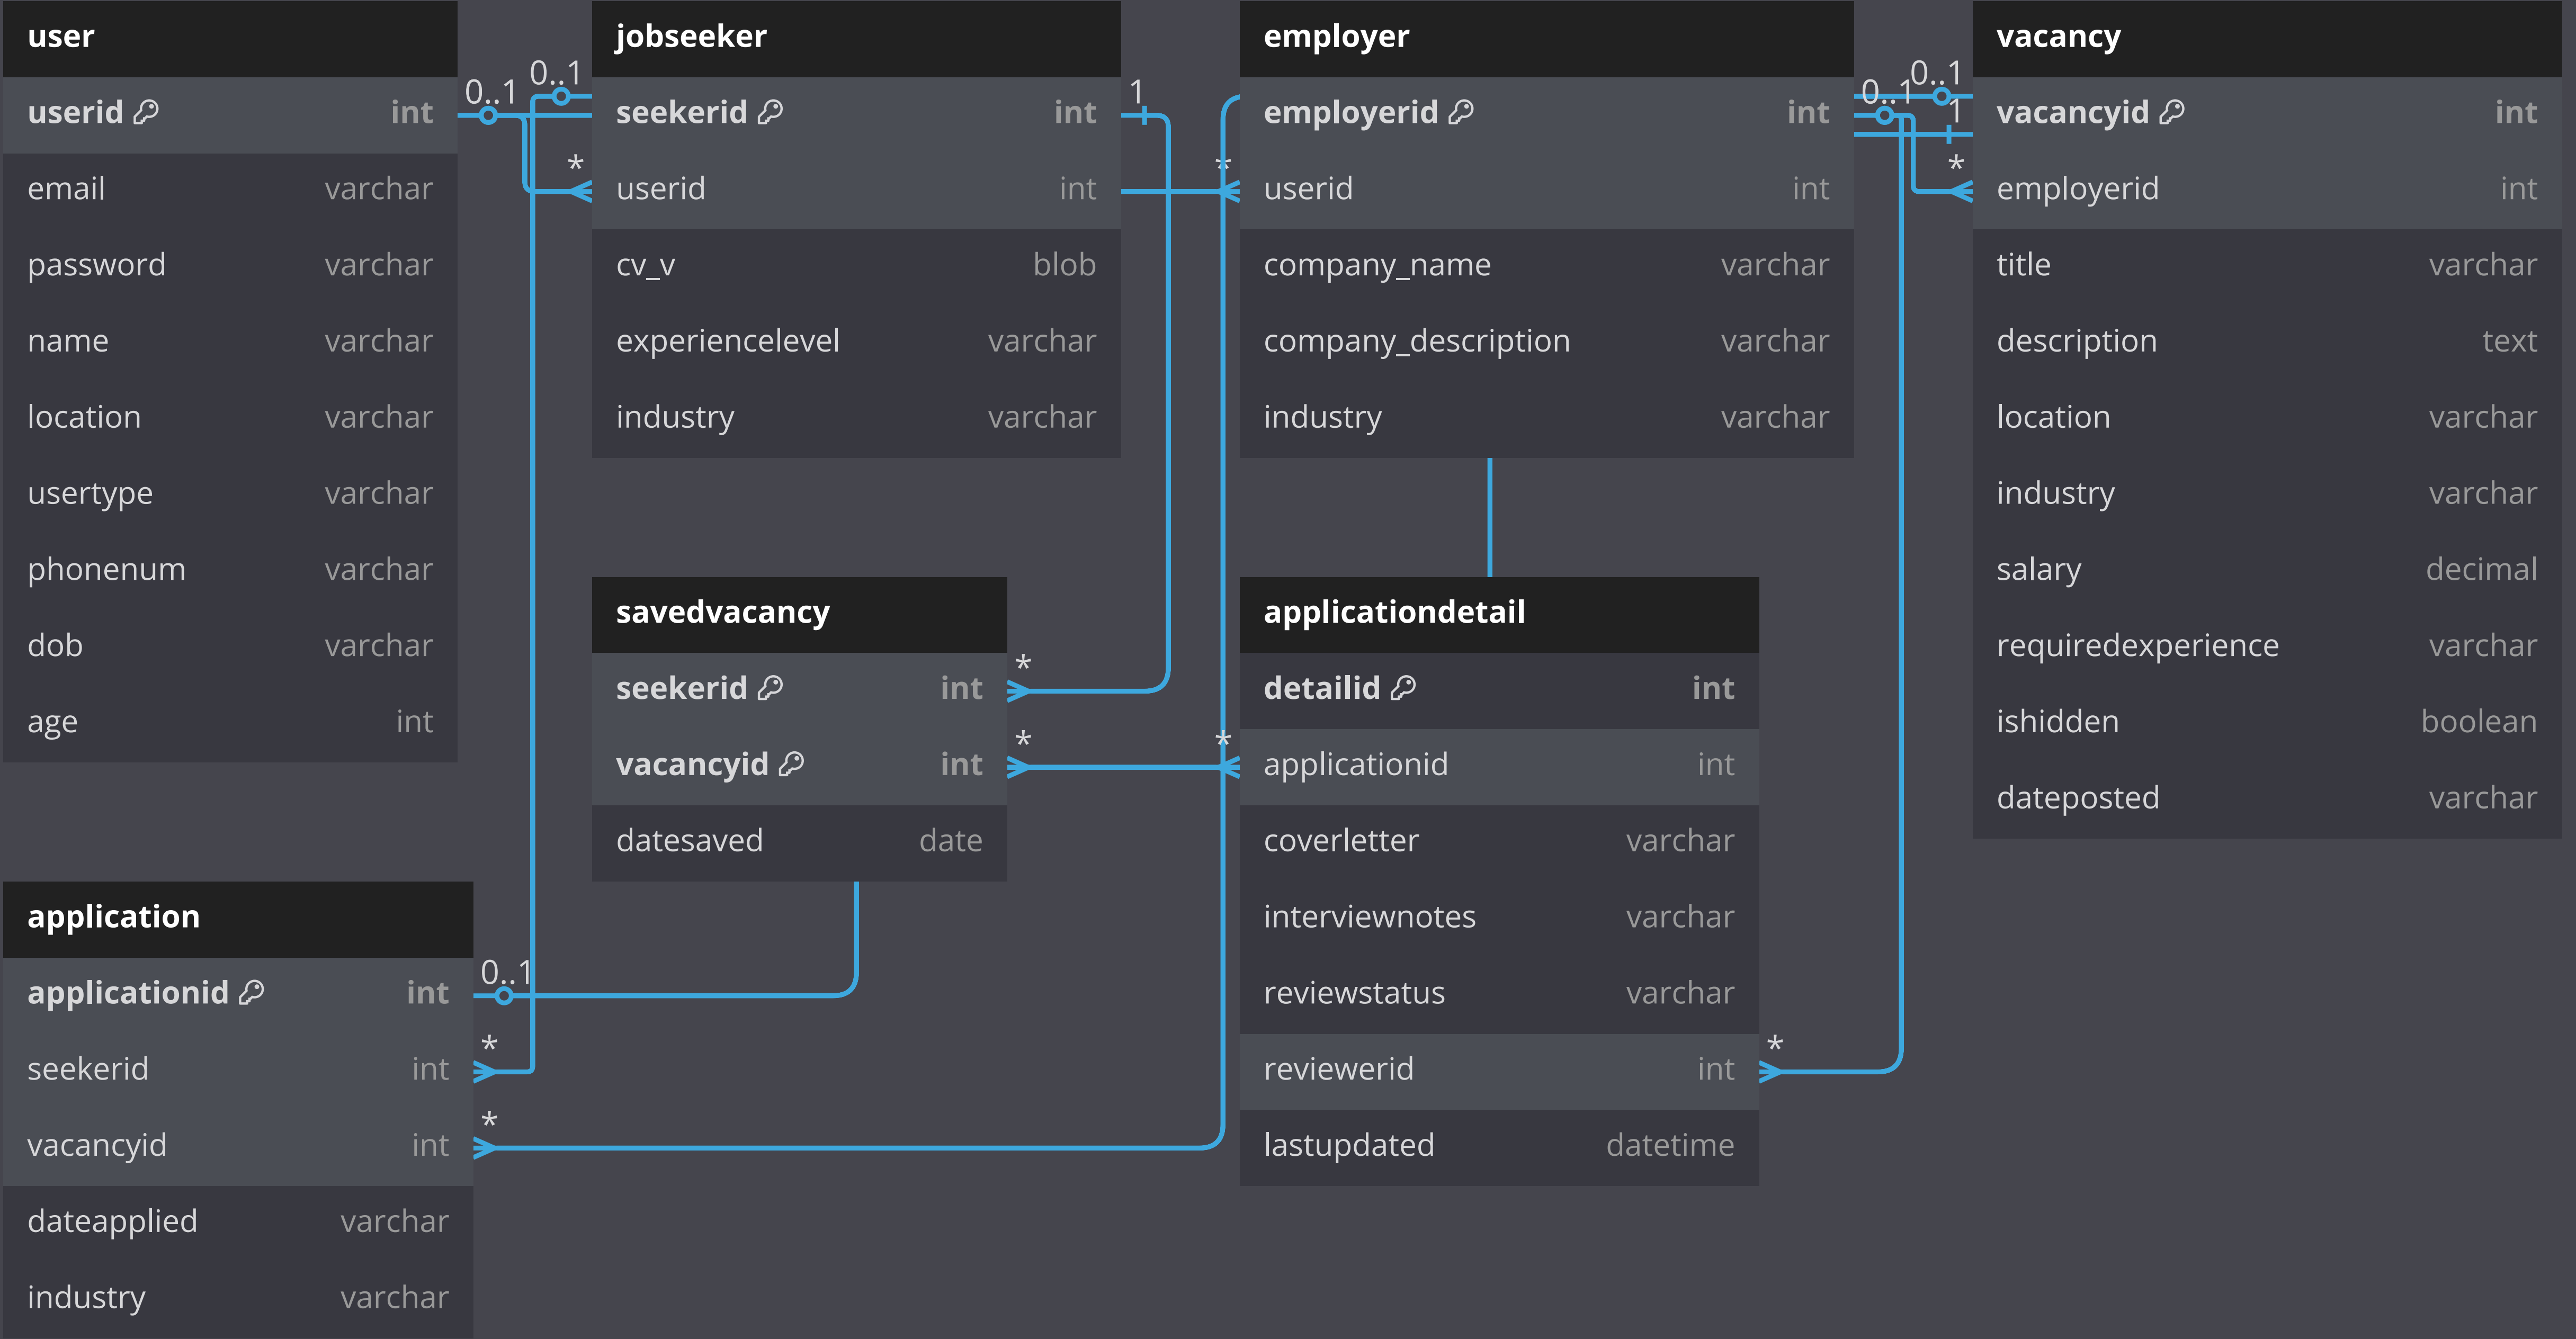 user
userid int
email varchar
password varchar
name varchar
location varchar
usertype varchar
phonenum varchar
dob varchar
age int
0..1
0..1
*
jobseeker
seekerid int
userid int
cv_v blob
experiencelevel varchar
industry varchar
1
*
employer
employerid int
userid int
company_name varchar
company_description varchar
industry varchar
0..1
0..1
1
*
vacancy
vacancyid int
employerid int
title varchar
description text
location varchar
industry varchar
salary decimal
requiredexperience varchar
ishidden boolean
dateposted varchar
savedvacancy
seekerid int
vacancyid int
datesaved date
*
*
*
applicationdetail
detailid int
applicationid int
coverletter varchar
interviewnotes varchar
reviewstatus varchar
reviewerid int
lastupdated datetime
*
application
applicationid int
seekerid int
vacancyid int
dateapplied varchar
industry varchar
0..1
*
*